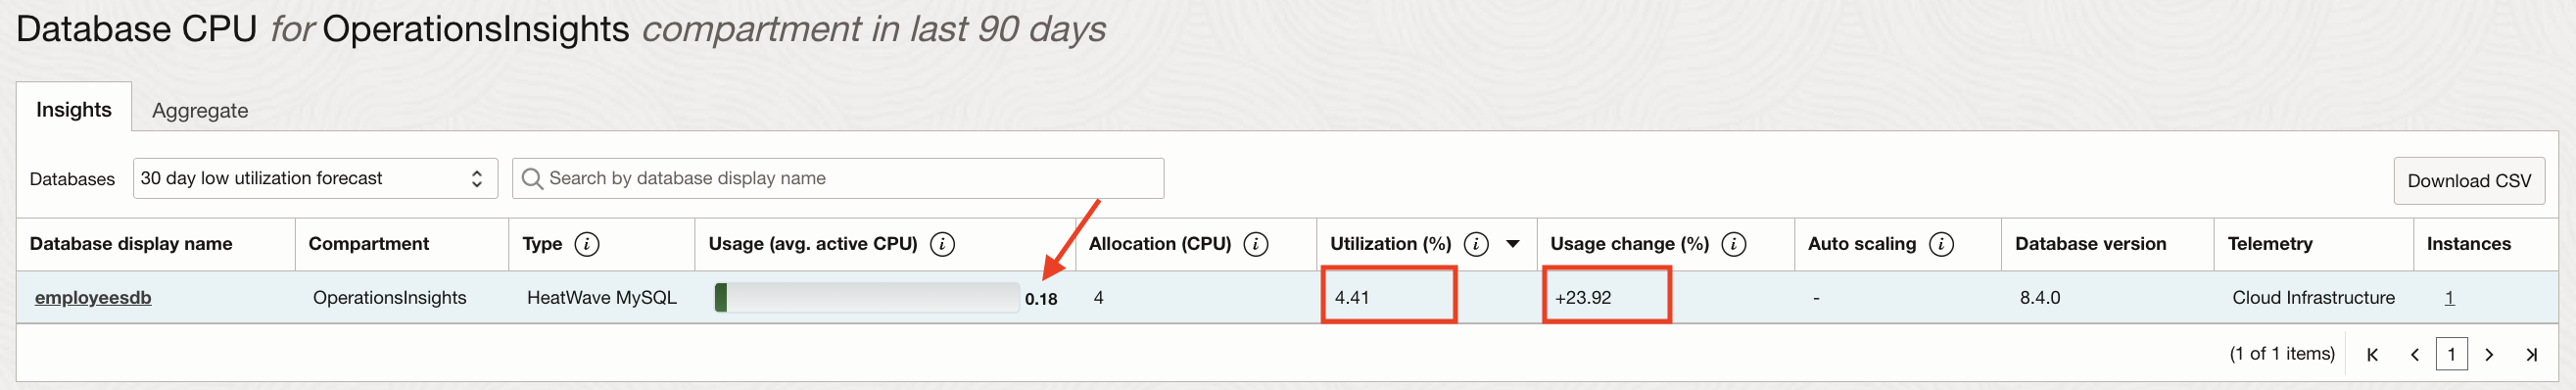 Database CPU for OperationsInsights compartment in last 90 days
Insights Aggregate
Databases 30 day low utilization forecast Search by database display name Download CSV
Database display name Compartment Type i Usage (avg. active CPU) i Allocation (CPU) i Utilization (%) i Usage change (%) i Auto scaling i Database version Telemetry Instances
employeesdb OperationsInsights HeatWave MySQL 0.18 4 4.41 +23.92 - 8.4.0 Cloud Infrastructure 1
(1 of 1 items) 1